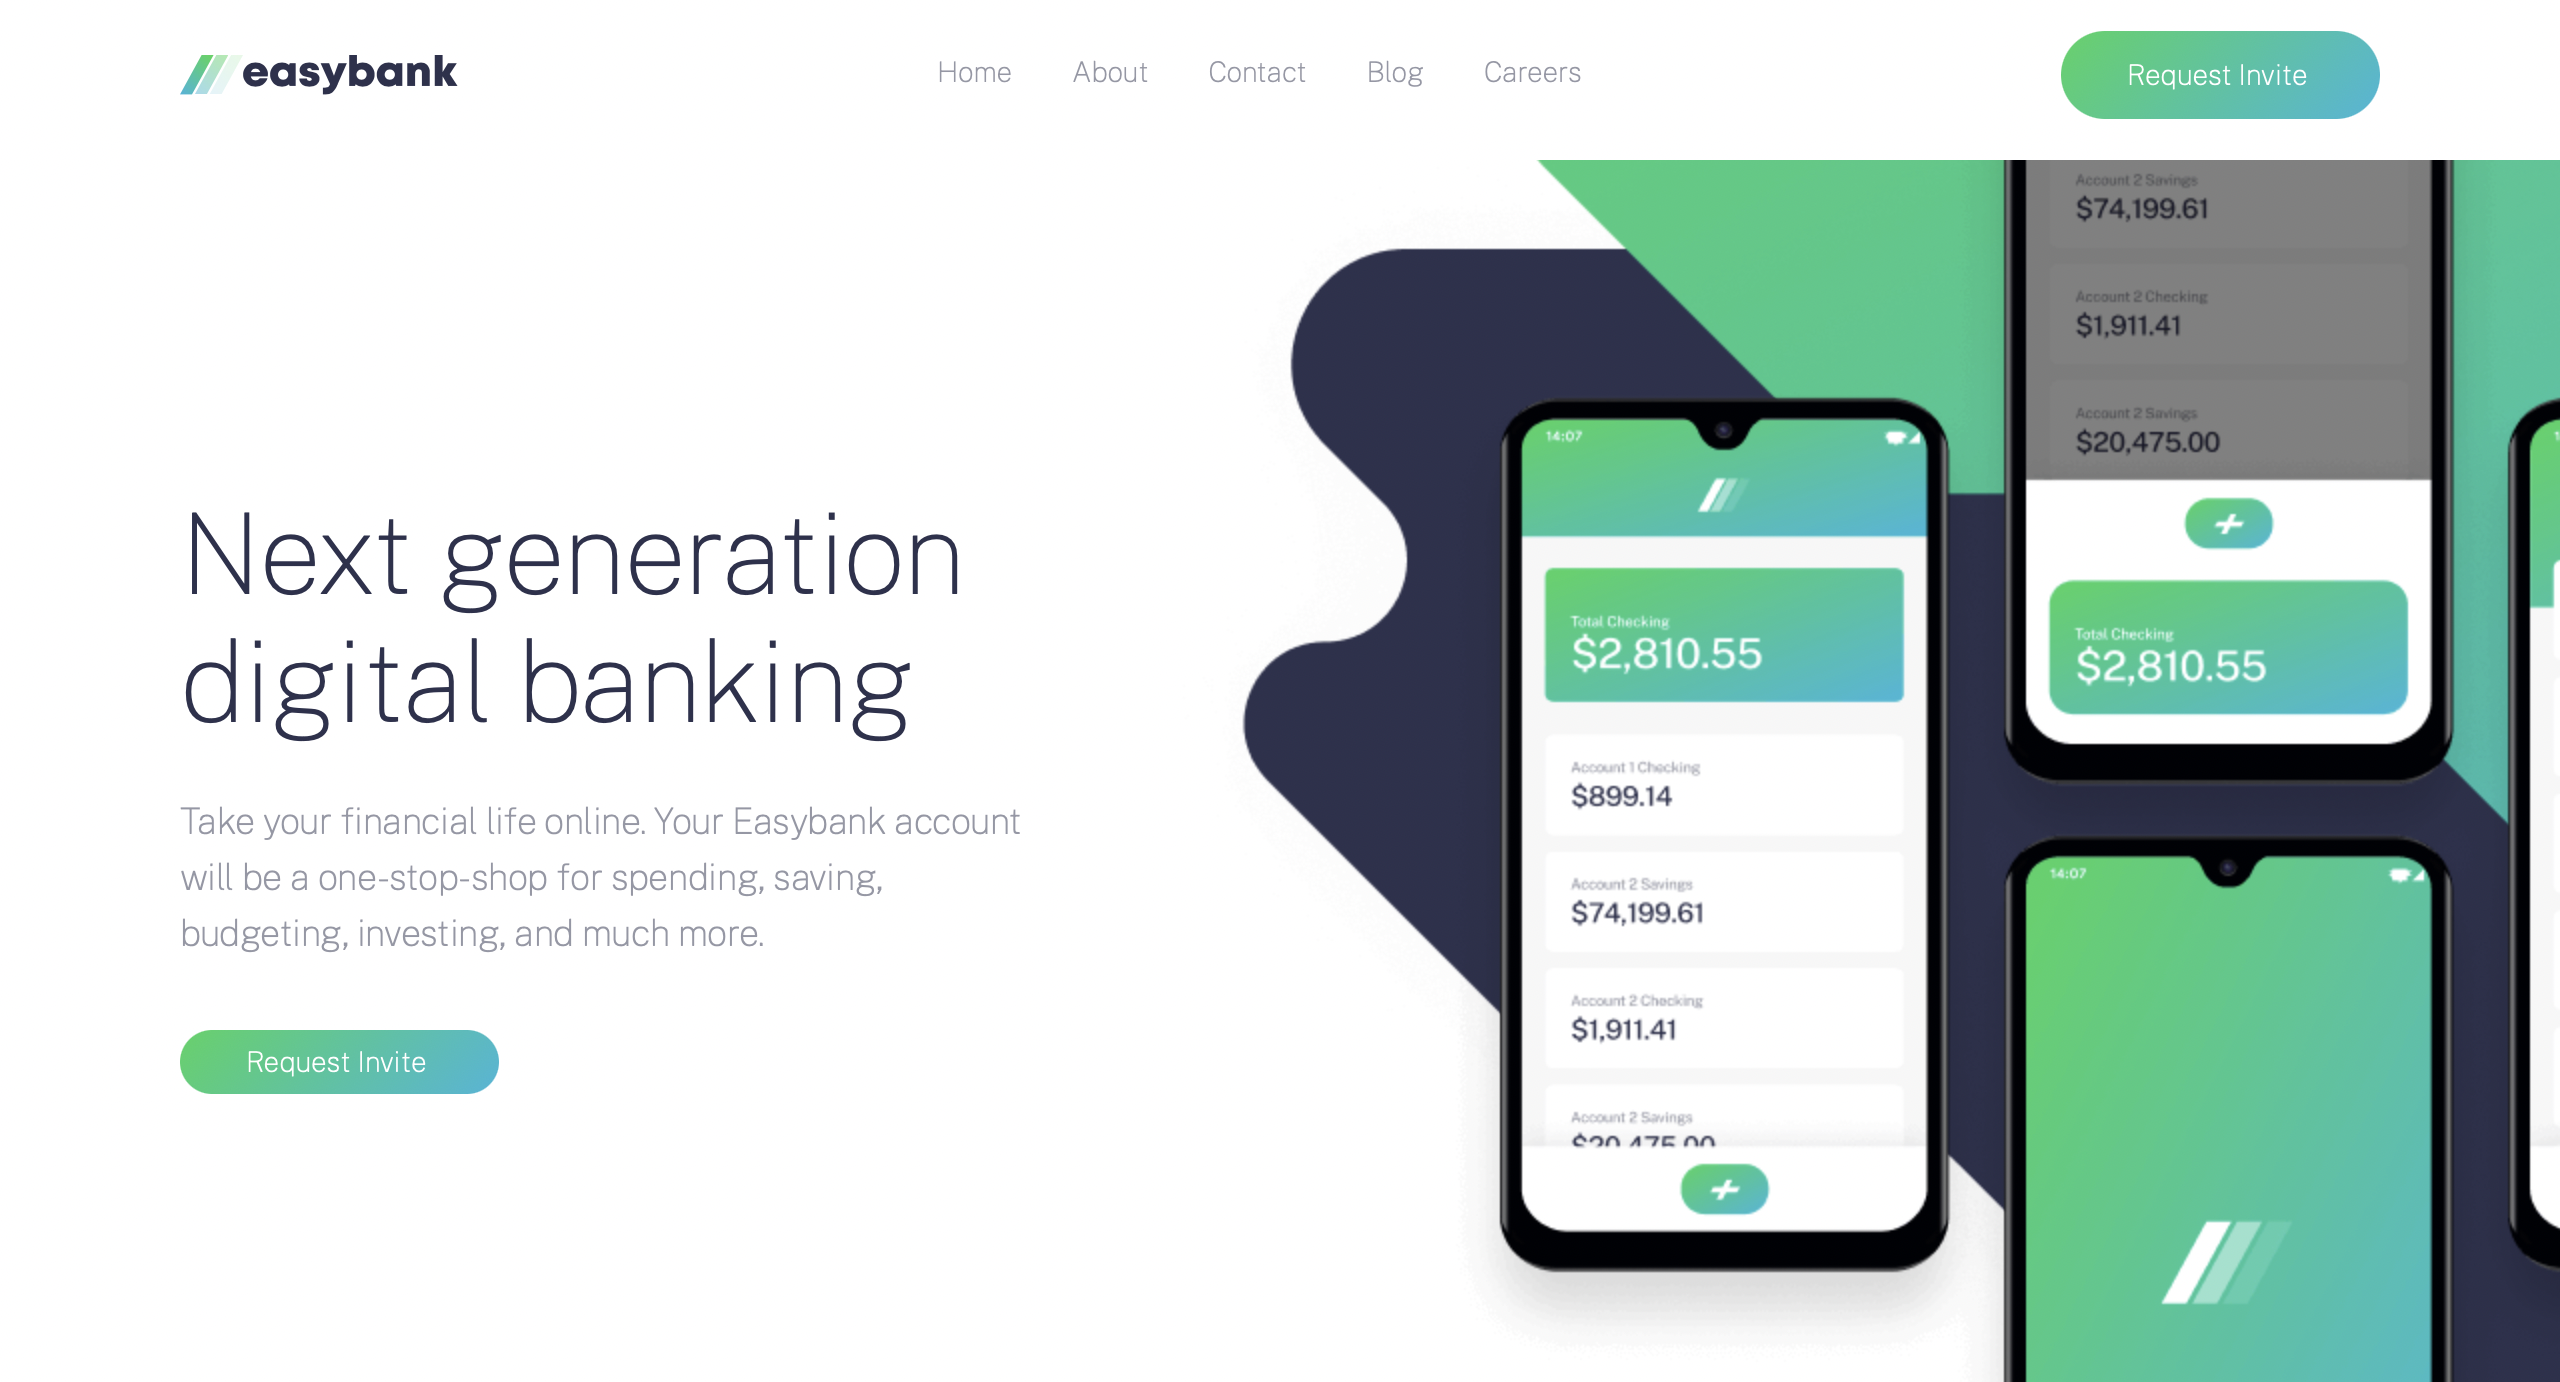 easybank
Home About Contact Blog Careers
Request Invite
Next generation
digital banking
Take your financial life online. Your Easybank account
will be a one-stop-shop for spending, saving,
budgeting, investing, and much more.
Request Invite
14:07
Total Checking
$2,810.55
Account 1 Checking
$899.14
Account 2 Savings
$74,199.61
Account 2 Checking
$1,911.41
Account 2 Savings
$20,475.00
Account 2 Savings
$74,199.61
Account 2 Checking
$1,911.41
Account 2 Savings
$20,475.00
Total Checking
$2,810.55
14:07